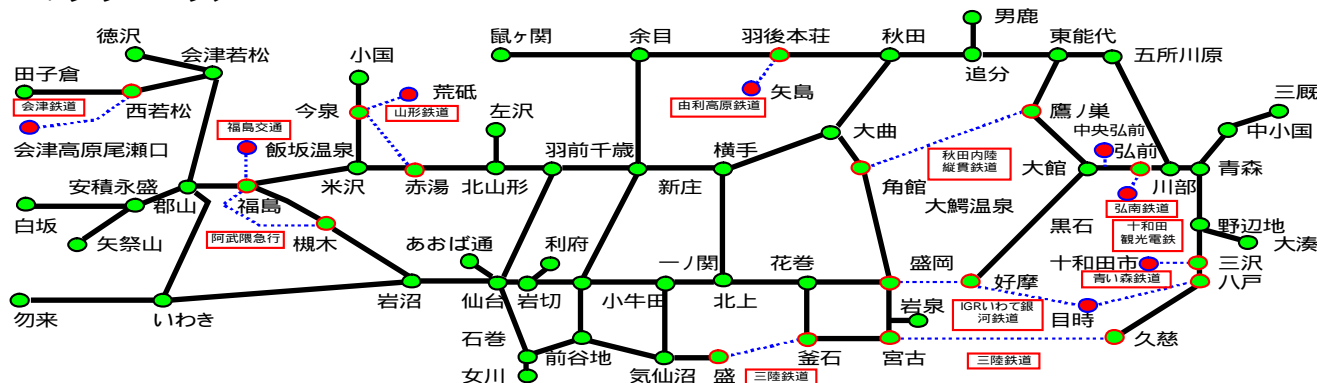 男鹿
徳沢
小国
鼠ヶ関
余目
羽後本荘
秋田
東能代
会津若松
五所川原
田子倉
追分
荒砥
矢島
三厩
会津鉄道
西若松
今泉
山形鉄道
左沢
由利高原鉄道
鷹ノ巣
福島交通
大曲
中央弘前
中小国
会津高原尾瀬口
飯坂温泉
羽前千歳
横手
弘前
秋田内陸
縦貫鉄道
大館
青森
安積永盛
米沢
赤湯
北山形
新庄
角館
川部
郡山
福島
大鰐温泉
弘南鉄道
白坂
黒石
野辺地
矢祭山
阿武隈急行
槻木
十和田
観光電鉄
大湊
あおば通
利府
一ノ関
花巻
盛岡
十和田市
三沢
青い森鉄道
岩沼
仙台
岩切
小牛田
北上
好摩
八戸
岩泉
IGRいわて銀
河鉄道
目時
勿来
いわき
石巻
前谷地
釜石
宮古
久慈
女川
気仙沼
盛
三陸鉄道
三陸鉄道